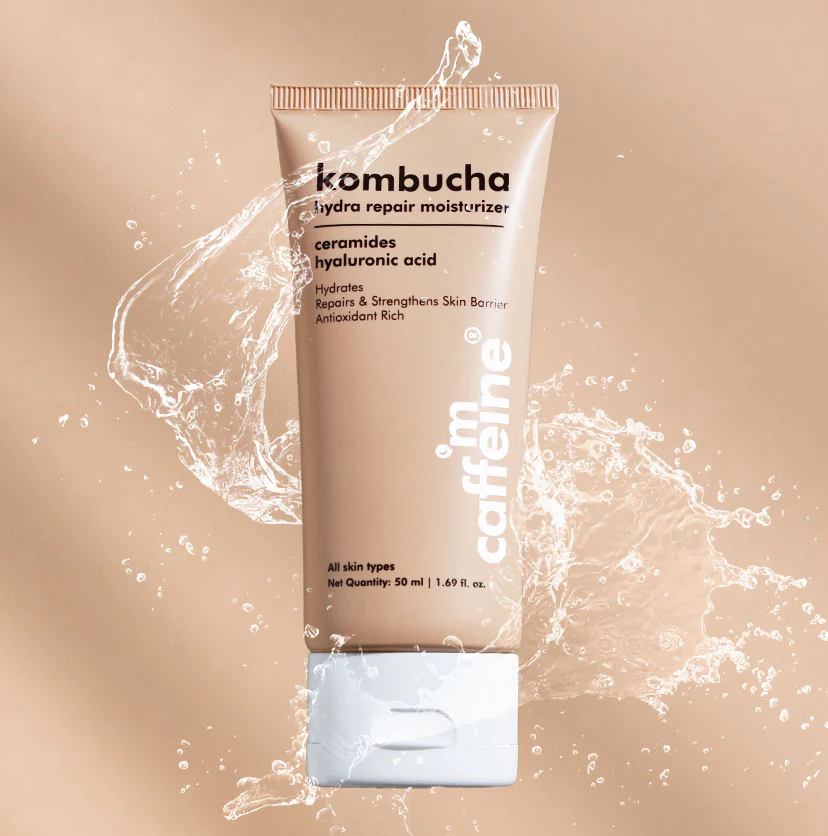 kombucha
hydra repair moisturizer
ceramides
hyaluronic acid
Hydrates
Repairs & Strengthens Skin Barrier
Antioxidant Rich
m
caffeine®
All skin types
Net Quantity: 50 ml | 1.69 fl. oz.